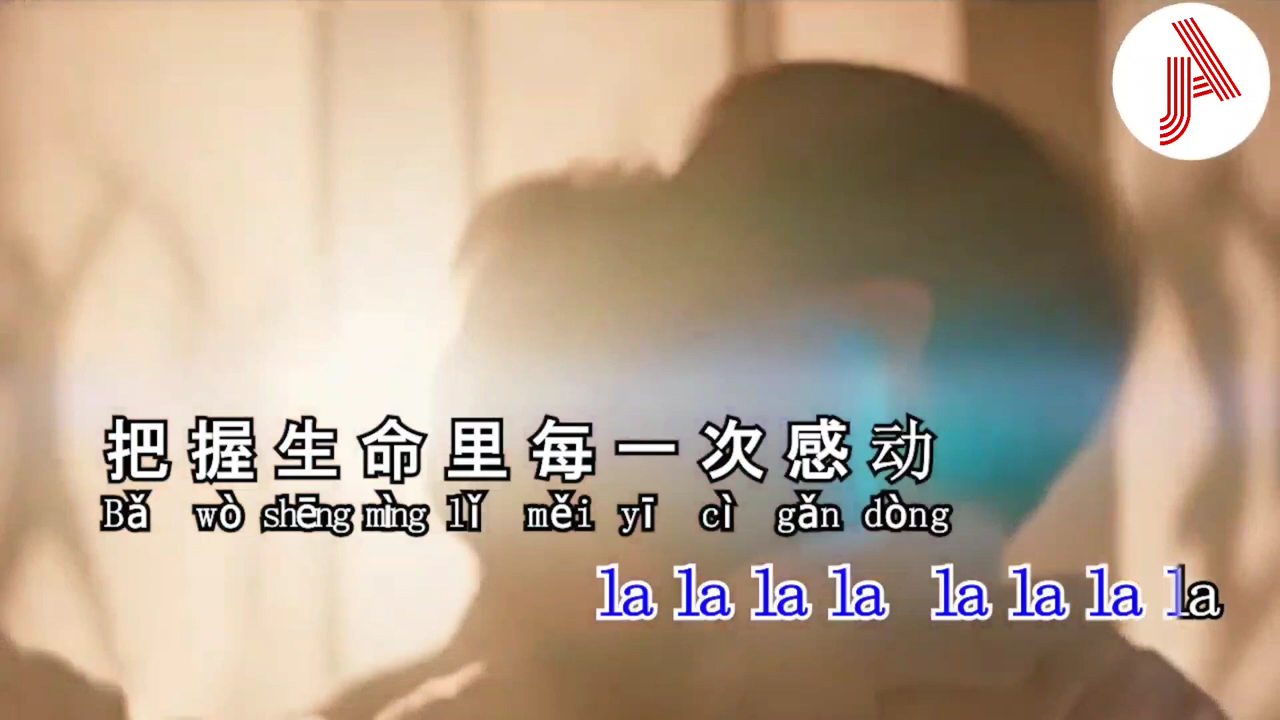 把握生命里每一次感动
Bǎ wò shēng mìng lǐ měi yī cì gǎn dòng
la la la la la la la la
JA